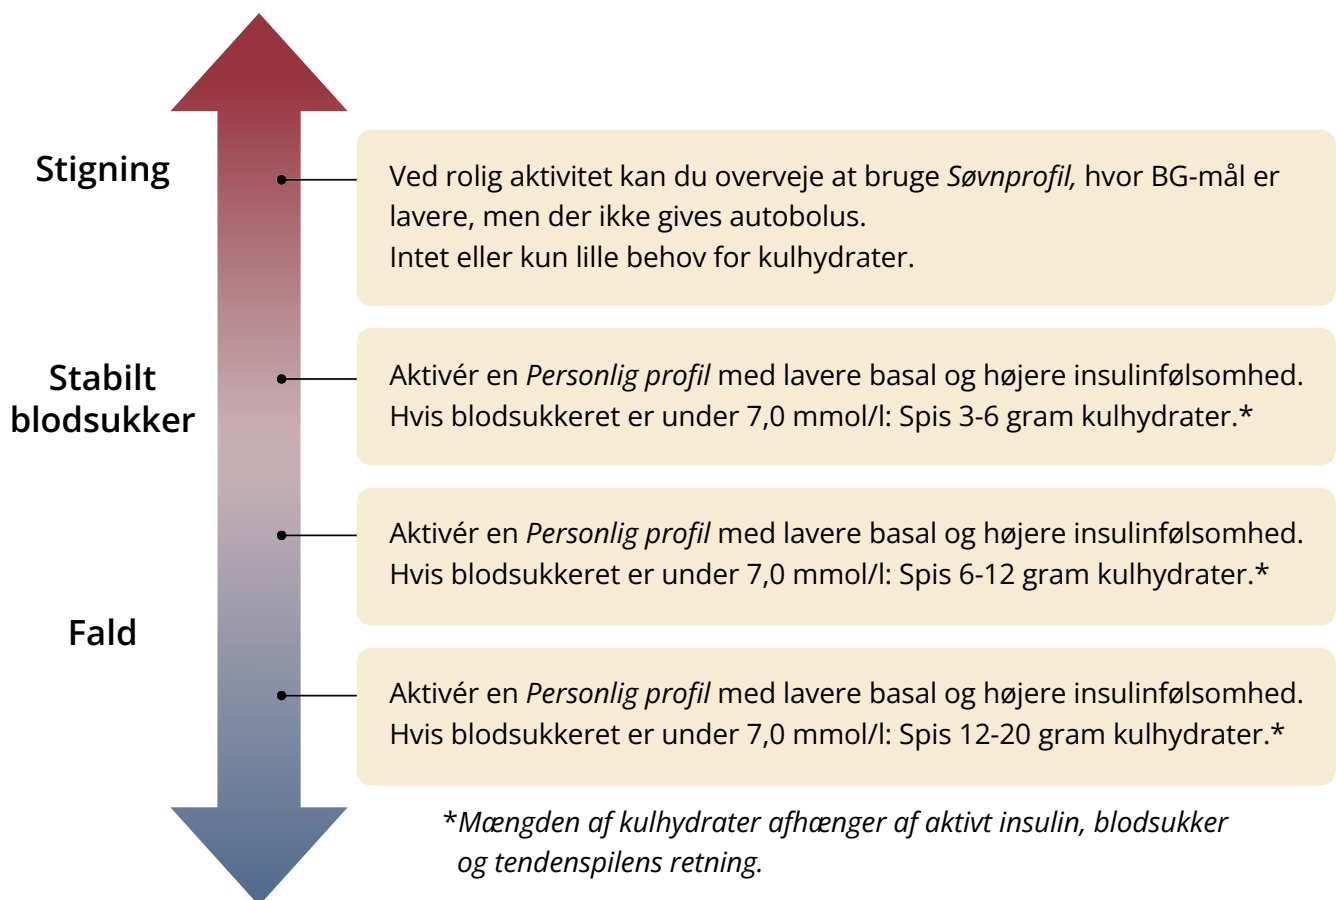 Stigning
Ved rolig aktivitet kan du overveje at bruge Søvnprofil, hvor BG-mål er
lavere, men der ikke gives autobolus.
Intet eller kun lille behov for kulhydrater.
Stabilt
blodsukker
Aktivér en Personlig profil med lavere basal og højere insulinfølsomhed.
Hvis blodsukkeret er under 7,0 mmol/l: Spis 3-6 gram kulhydrater.*
Aktivér en Personlig profil med lavere basal og højere insulinfølsomhed.
Hvis blodsukkeret er under 7,0 mmol/l: Spis 6-12 gram kulhydrater.*
Fald
Aktivér en Personlig profil med lavere basal og højere insulinfølsomhed.
Hvis blodsukkeret er under 7,0 mmol/l: Spis 12-20 gram kulhydrater.*
*Mængden af kulhydrater afhænger af aktivt insulin, blodsukker
og tendenspilens retning.